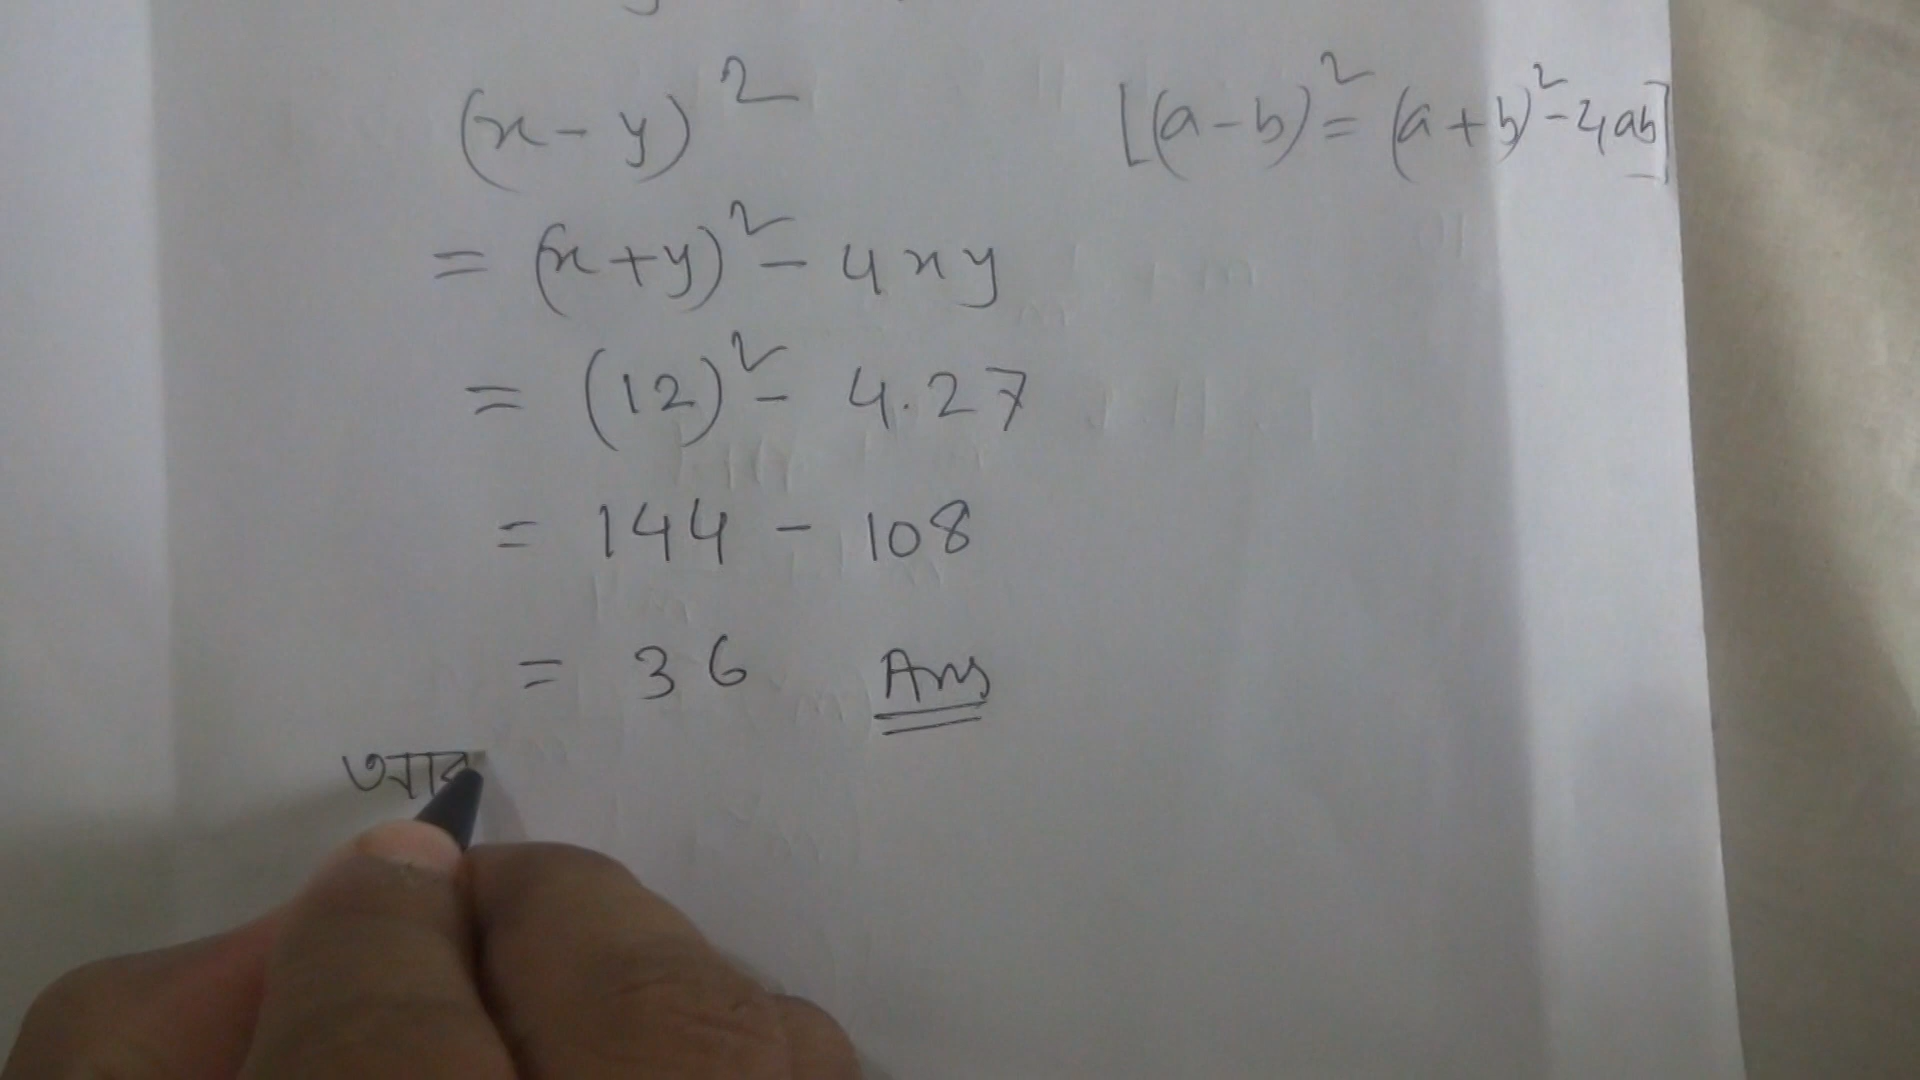 (x-y)² [(a-b)² = (a+b)² - 4ab]
= (x+y)² - 4xy
= (12)² - 4.27
= 144 - 108
= 36 Ans